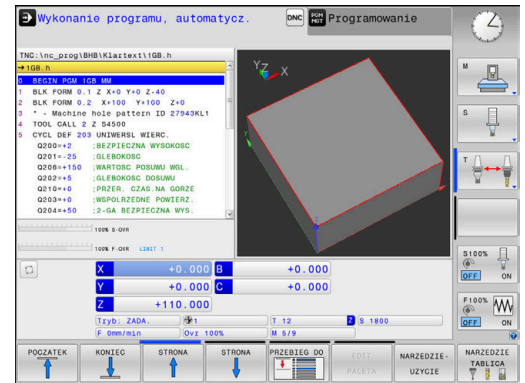 Wykonanie programu, automatycz.
DNC
PGM MGT
Programowanie
TNC:\nc_prog\BHB\Klartext\1GB.h
→1GB.h
0 BEGIN PGM 1GB MM
1 BLK FORM 0.1 Z X+0 Y+0 Z-40
2 BLK FORM 0.2 X+100 Y+100 Z+0
3 * - Machine hole pattern ID 27943KL1
4 TOOL CALL 2 Z S4500
5 CYCL DEF 203 UNIWERSL WIERC.
Q200=+2 ;BEZPIECZNA WYSOKOSC
Q201=-25 ;GLEBOKOSC
Q206=+150 ;WARTOSC POSUWU WGL.
Q202=+5 ;GLEBOKOSC DOSUWU
Q210=+0 ;PRZER. CZAS.NA GORZE
Q203=+0 ;WSPOLRZEDNE POWIERZ.
Q204=+50 ;2-GA BEZPIECZNA WYS.
Z
Y X
100% S-OVR
100% F-OVR LIMIT 1
X +0.000 B +0.000
Y +0.000 C +0.000
Z +110.000
Tryb: ZADA. 1 T 12 Z S 1800
F 0mm/min Ovr 100% M 5/9
M
S
T
S100%
OFF ON
F100%
OFF ON
POCZATEK
KONIEC
STRONA
STRONA
PRZEBIEG DO
EDIT PALETA
NARZEDZIE-UZYCIE
NARZEDZIE TABLICA